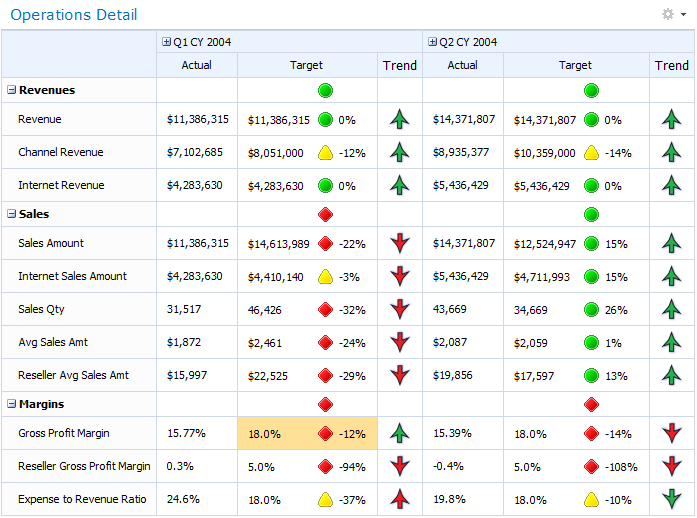 Operations Detail
Q1 CY 2004 Q2 CY 2004
Actual Target Trend Actual Target Trend
Revenues
Revenue $11,386,315 $11,386,315 0% $14,371,807 $14,371,807 0%
Channel Revenue $7,102,685 $8,051,000 -12% $8,935,377 $10,359,000 -14%
Internet Revenue $4,283,630 $4,283,630 0% $5,436,429 $5,436,429 0%
Sales
Sales Amount $11,386,315 $14,613,989 -22% $14,371,807 $12,524,947 15%
Internet Sales Amount $4,283,630 $4,410,140 -3% $5,436,429 $4,711,993 15%
Sales Qty 31,517 46,426 -32% 43,669 34,669 26%
Avg Sales Amt $1,872 $2,461 -24% $2,087 $2,059 1%
Reseller Avg Sales Amt $15,997 $22,525 -29% $19,856 $17,597 13%
Margins
Gross Profit Margin 15.77% 18.0% -12% 15.39% 18.0% -14%
Reseller Gross Profit Margin 0.3% 5.0% -94% -0.4% 5.0% -108%
Expense to Revenue Ratio 24.6% 18.0% -37% 19.8% 18.0% -10%